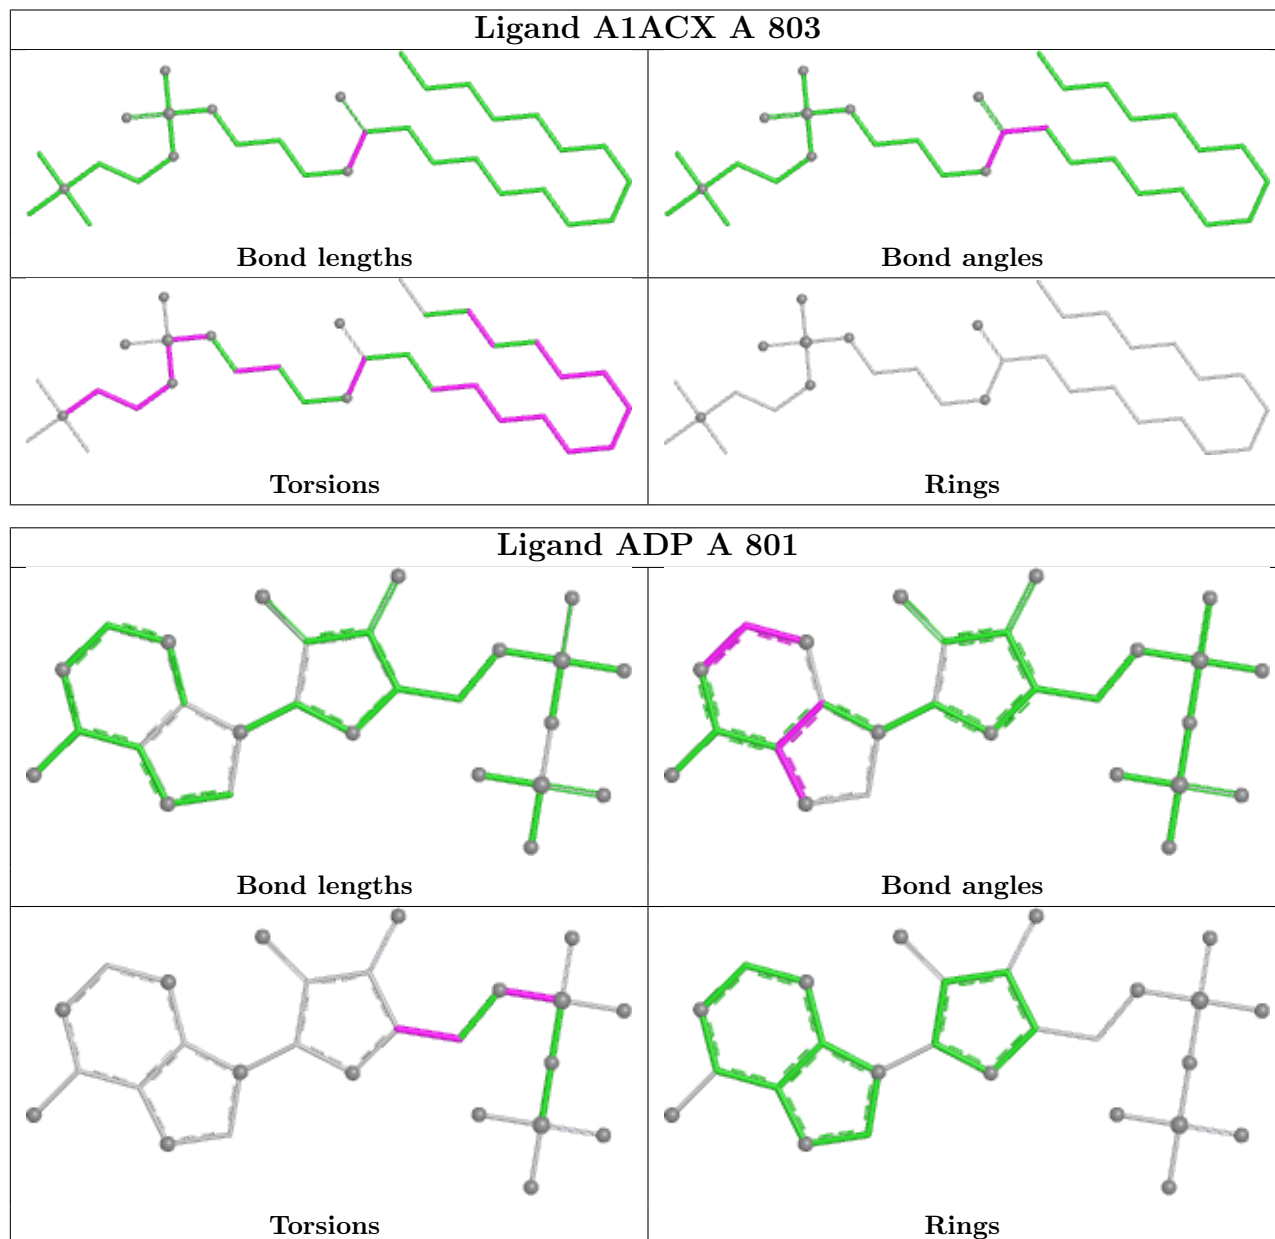 Ligand A1ACX A 803
Bond lengths
Bond angles
Torsions
Rings
Ligand ADP A 801
Bond lengths
Bond angles
Torsions
Rings